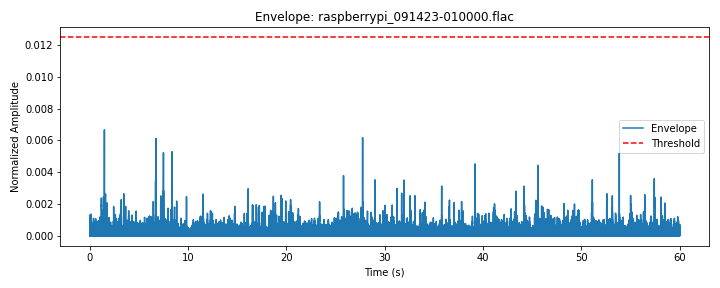 Envelope: raspberrypi_091423-010000.flac
Normalized Amplitude
0.012
0.010
0.008
0.006
0.004
0.002
0.000
Envelope
Threshold
0
10
20
30
40
50
60
Time (s)